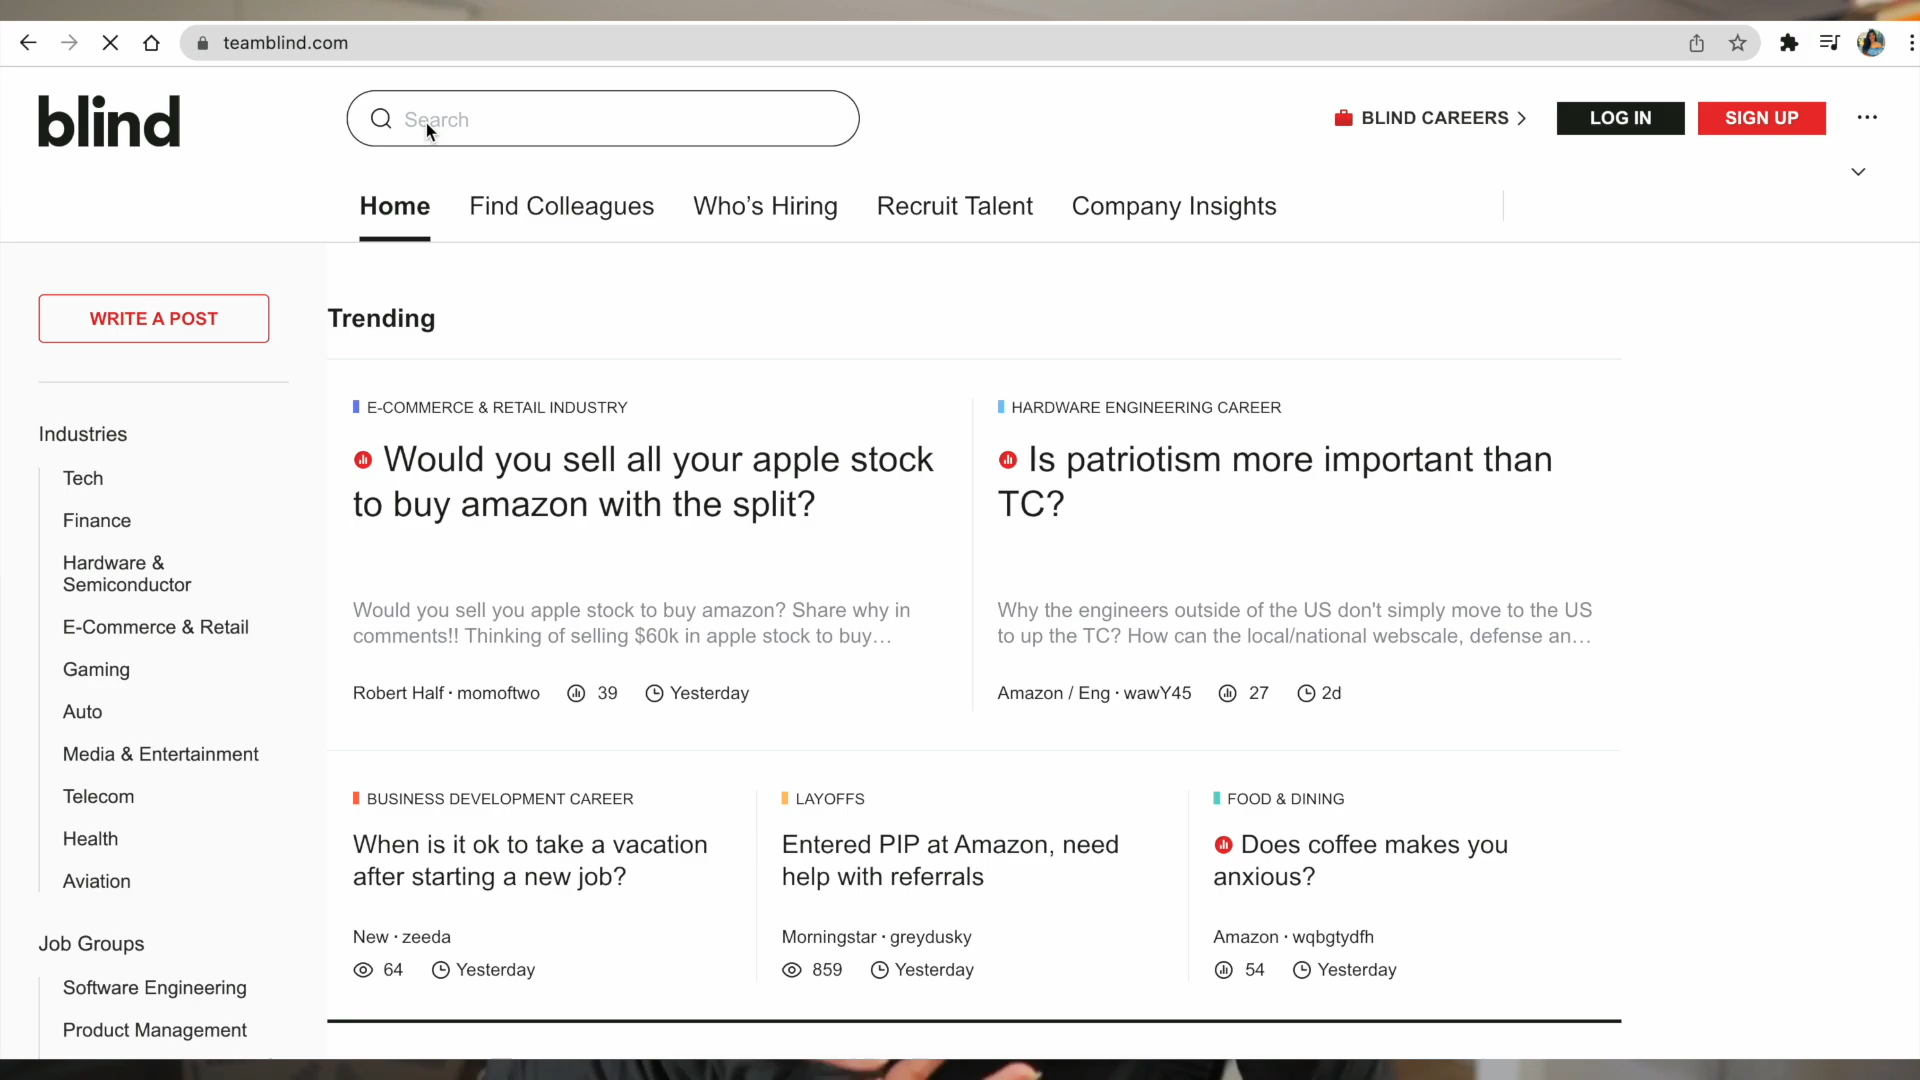 teamblind.com
blind
Search
BLIND CAREERS
LOG IN
SIGN UP
Home
Find Colleagues
Who's Hiring
Recruit Talent
Company Insights
WRITE A POST
Industries
Tech
Finance
Hardware &
Semiconductor
E-Commerce & Retail
Gaming
Auto
Media & Entertainment
Telecom
Health
Aviation
Job Groups
Software Engineering
Product Management
Trending
E-COMMERCE & RETAIL INDUSTRY
Would you sell all your apple stock
to buy amazon with the split?
Would you sell you apple stock to buy amazon? Share why in
comments!! Thinking of selling $60k in apple stock to buy…
Robert Half · momoftwo 39 Yesterday
HARDWARE ENGINEERING CAREER
Is patriotism more important than
TC?
Why the engineers outside of the US don't simply move to the US
to up the TC? How can the local/national webscale, defense an…
Amazon / Eng · wawY45 27 2d
BUSINESS DEVELOPMENT CAREER
When is it ok to take a vacation
after starting a new job?
New · zeeda
64 Yesterday
LAYOFFS
Entered PIP at Amazon, need
help with referrals
Morningstar · greydusky
859 Yesterday
FOOD & DINING
Does coffee makes you
anxious?
Amazon · wqbgtydfh
54 Yesterday